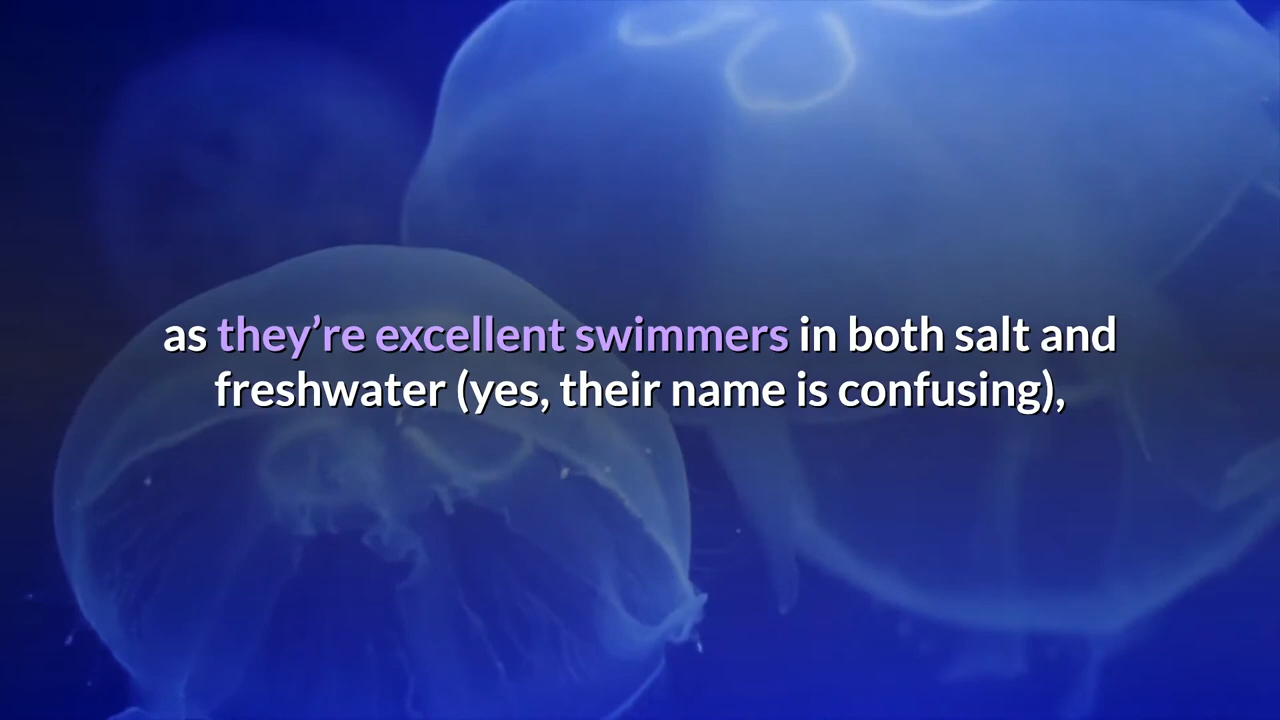 as they’re excellent swimmers in both salt and
freshwater (yes, their name is confusing),